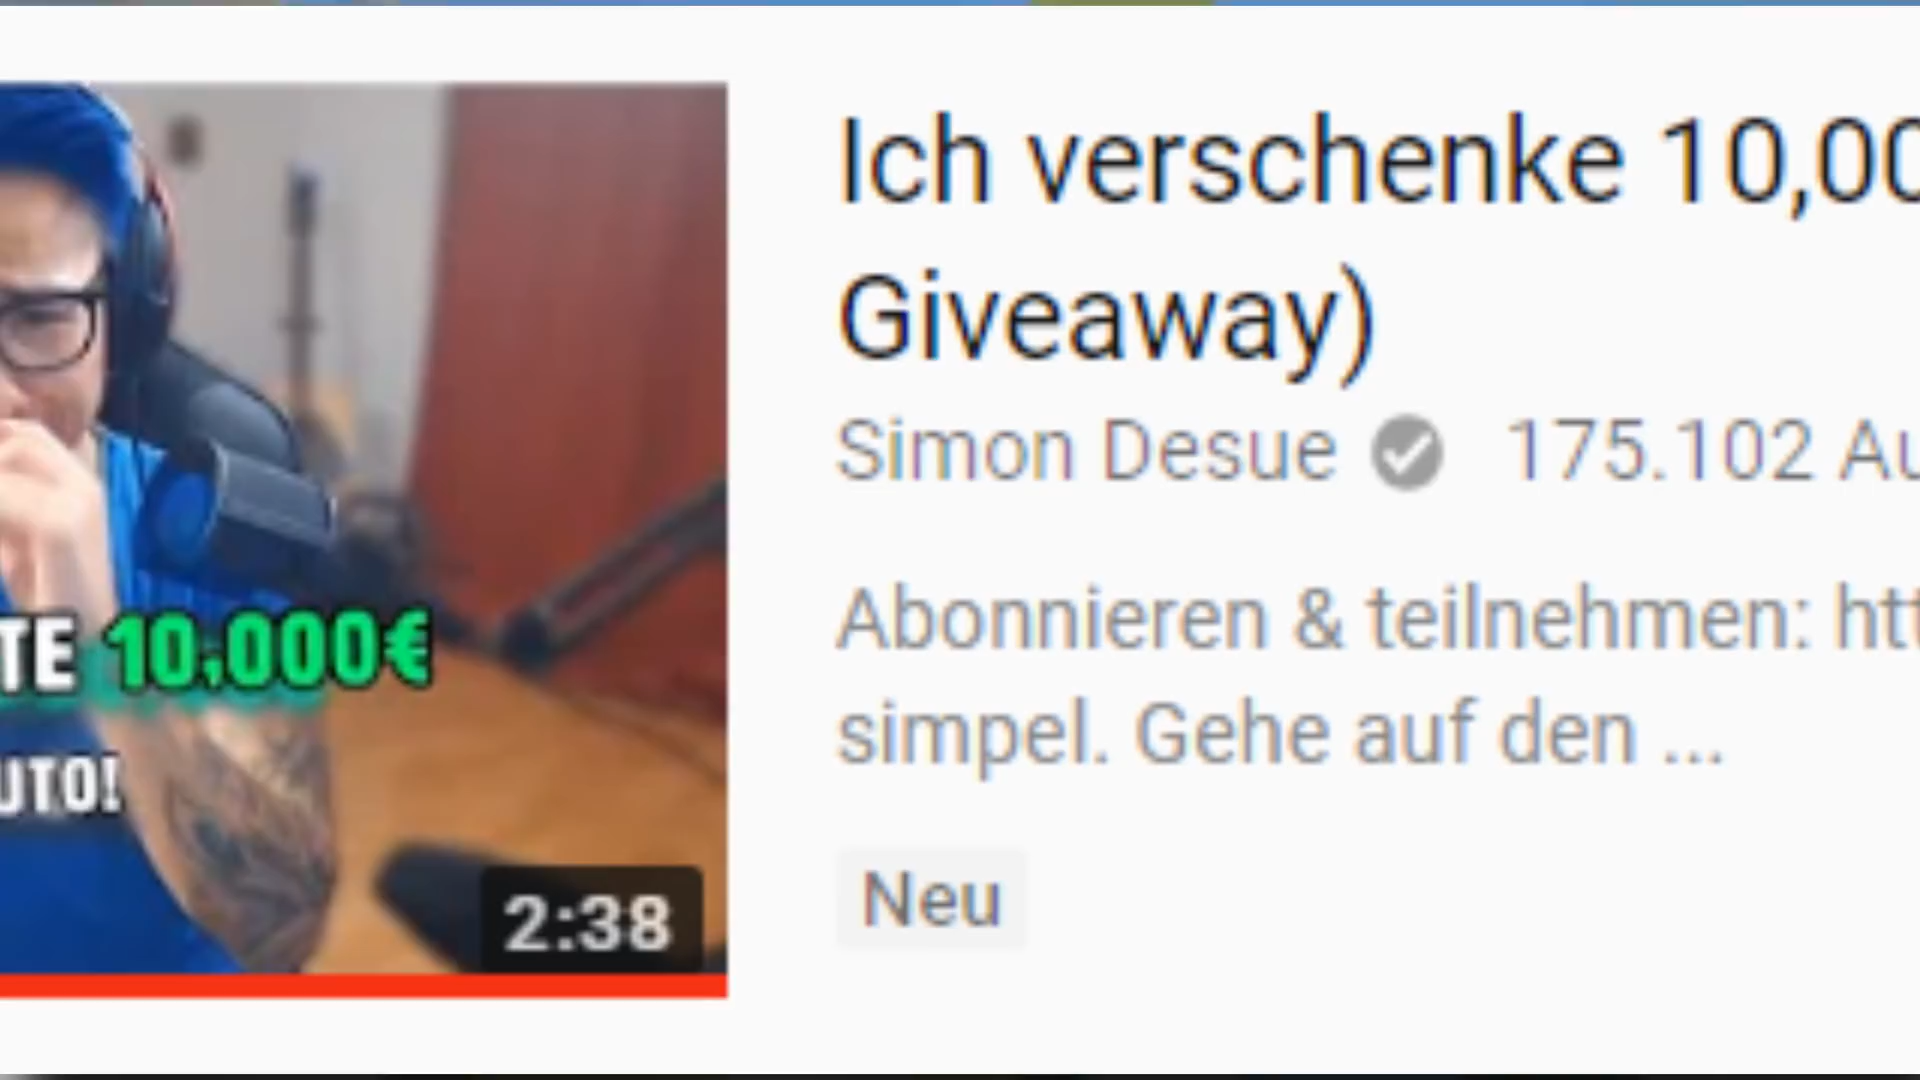 TE 10.000€
UTO!
2:38
Ich verschenke 10,00
Giveaway)
Simon Desue 175.102 Au
Abonnieren & teilnehmen: htt
simpel. Gehe auf den ...
Neu